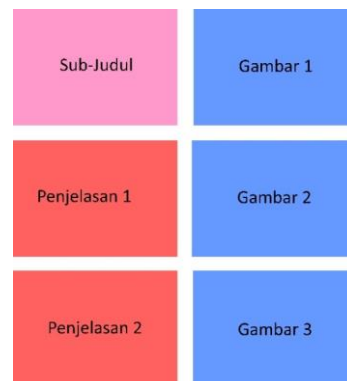 Sub-Judul
Gambar 1
Penjelasan 1
Gambar 2
Penjelasan 2
Gambar 3